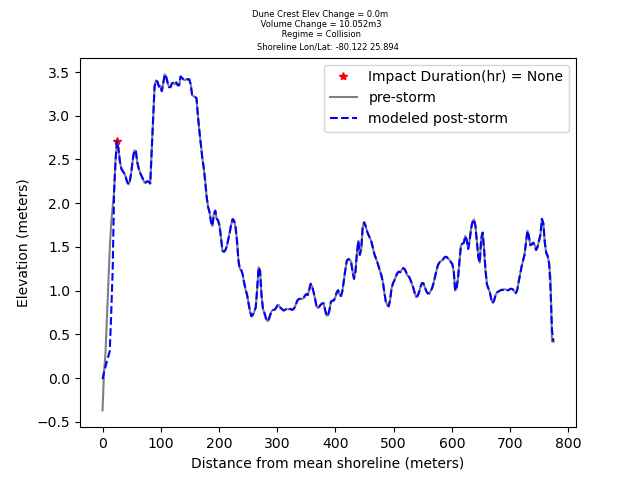 Dune Crest Elev Change = 0.0m
Volume Change = 10.052m3
Regime = Collision
Shoreline Lon/Lat: -80.122 25.894
Impact Duration(hr) = None
pre-storm
modeled post-storm
Elevation (meters)
3.5
3.0
2.5
2.0
1.5
1.0
0.5
0.0
−0.5
0 100 200 300 400 500 600 700 800
Distance from mean shoreline (meters)